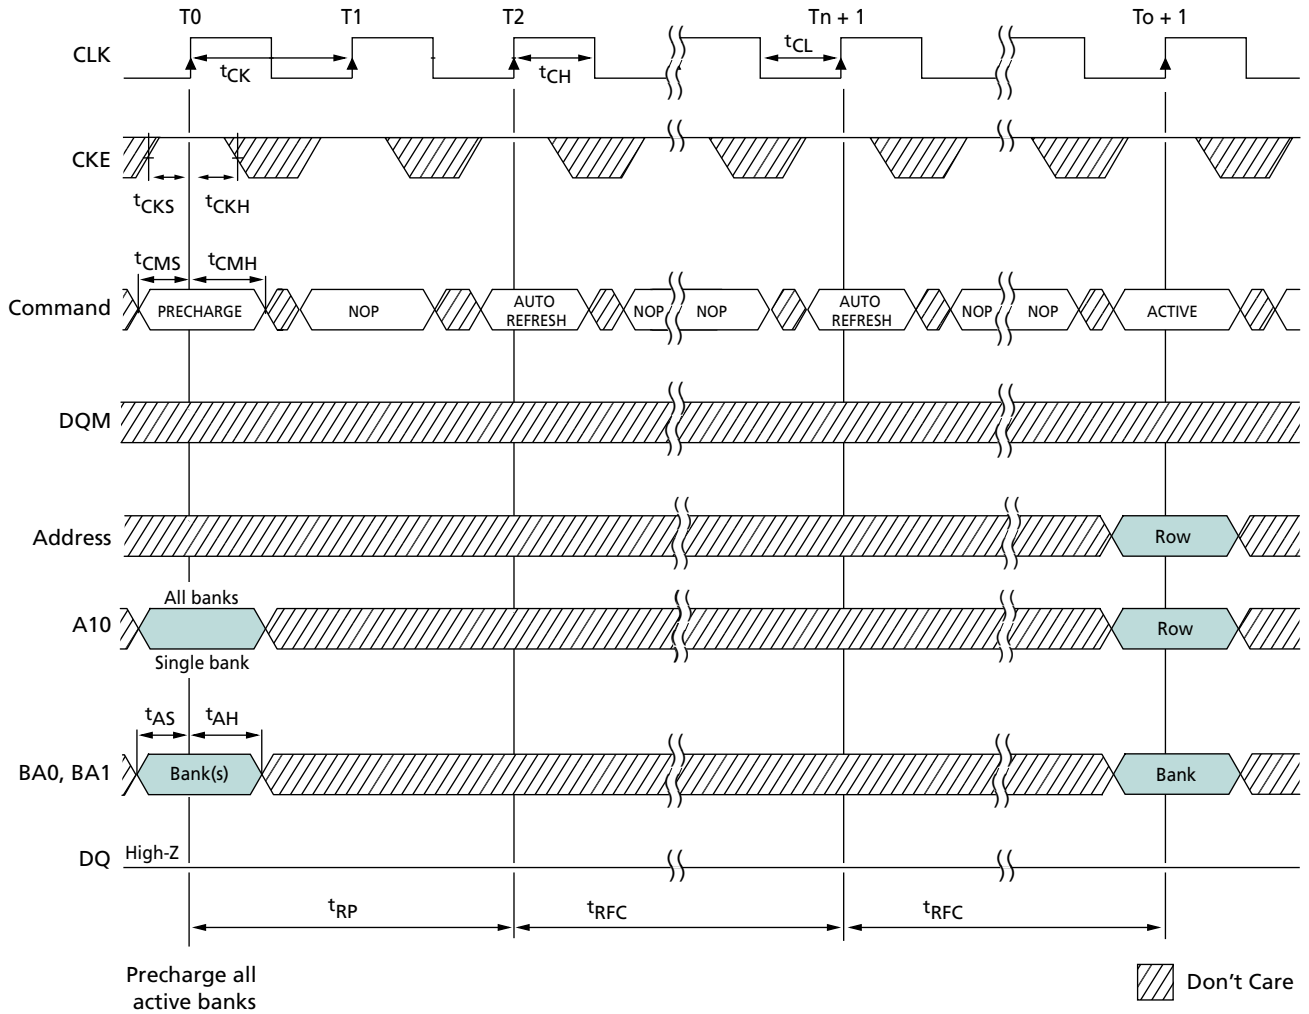 T0 T1 T2 Tn + 1 To + 1
CLK
tCK tCH tCL
CKE
tCKS tCKH
tCMS tCMH
Command
PRECHARGE NOP AUTO REFRESH NOP NOP AUTO REFRESH NOP NOP ACTIVE
DQM
Address Row
All banks
A10 Row
Single bank
tAS tAH
BA0, BA1 Bank(s) Bank
DQ High-Z
tRP tRFC tRFC
Precharge all
active banks
Don't Care